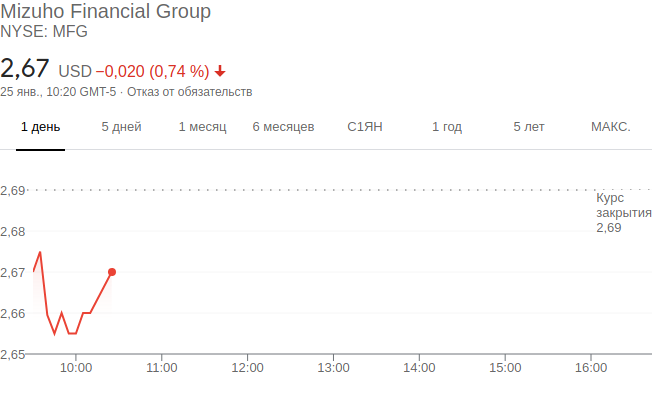 Mizuho Financial Group
NYSE: MFG
2,67 USD −0,020 (0,74 %)
25 янв., 10:20 GMT-5 · Отказ от обязательств
1 день 5 дней 1 месяц 6 месяцев С1ЯН 1 год 5 лет МАКС.
2,69
Курс
закрытия
2,69
2,68
2,67
2,66
2,65
10:00 11:00 12:00 13:00 14:00 15:00 16:00